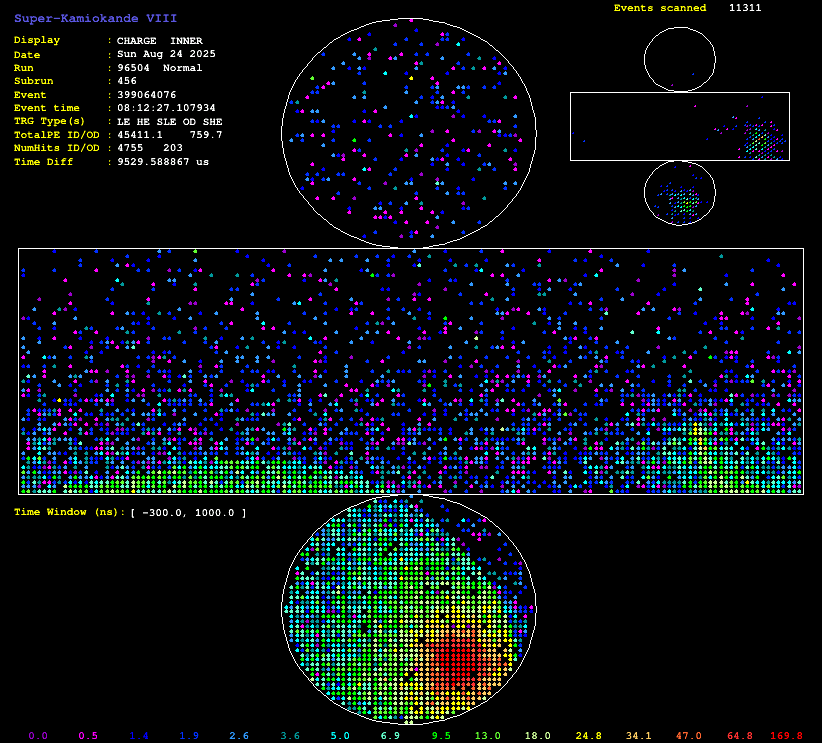 Super-Kamiokande VIII
Events scanned 11311
Display : CHARGE INNER
Date : Sun Aug 24 2025
Run : 96504 Normal
Subrun : 456
Event : 399064076
Event time : 08:12:27.107934
TRG Type(s) : LE HE SLE OD SHE
TotalPE ID/OD : 45411.1 759.7
NumHits ID/OD : 4755 203
Time Diff : 9529.588867 us
Time Window (ns): [ -300.0, 1000.0 ]
0.0 0.5 1.4 1.9 2.6 3.6 5.0 6.9 9.5 13.0 18.0 24.8 34.1 47.0 64.8 169.8